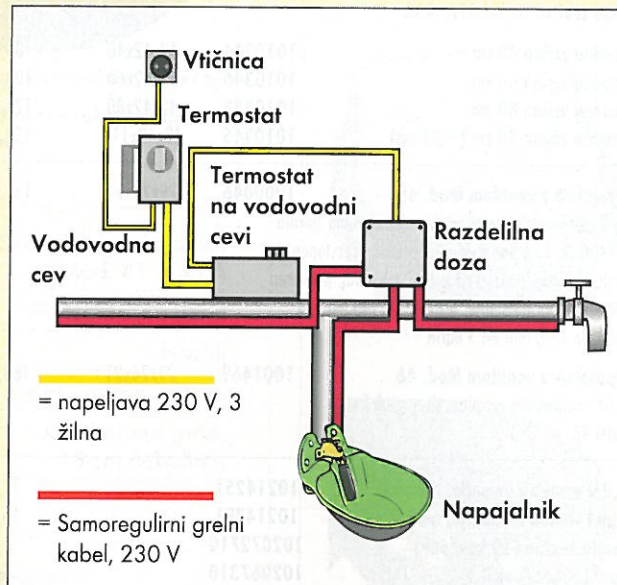 Vtičnica
Termostat
Termostat
na vodovodni
cevi
Razdelilna
doza
Vodovodna
cev
= napeljava 230 V, 3
žilna
= Samoregulirni grelni
kabel, 230 V
Napajalnik